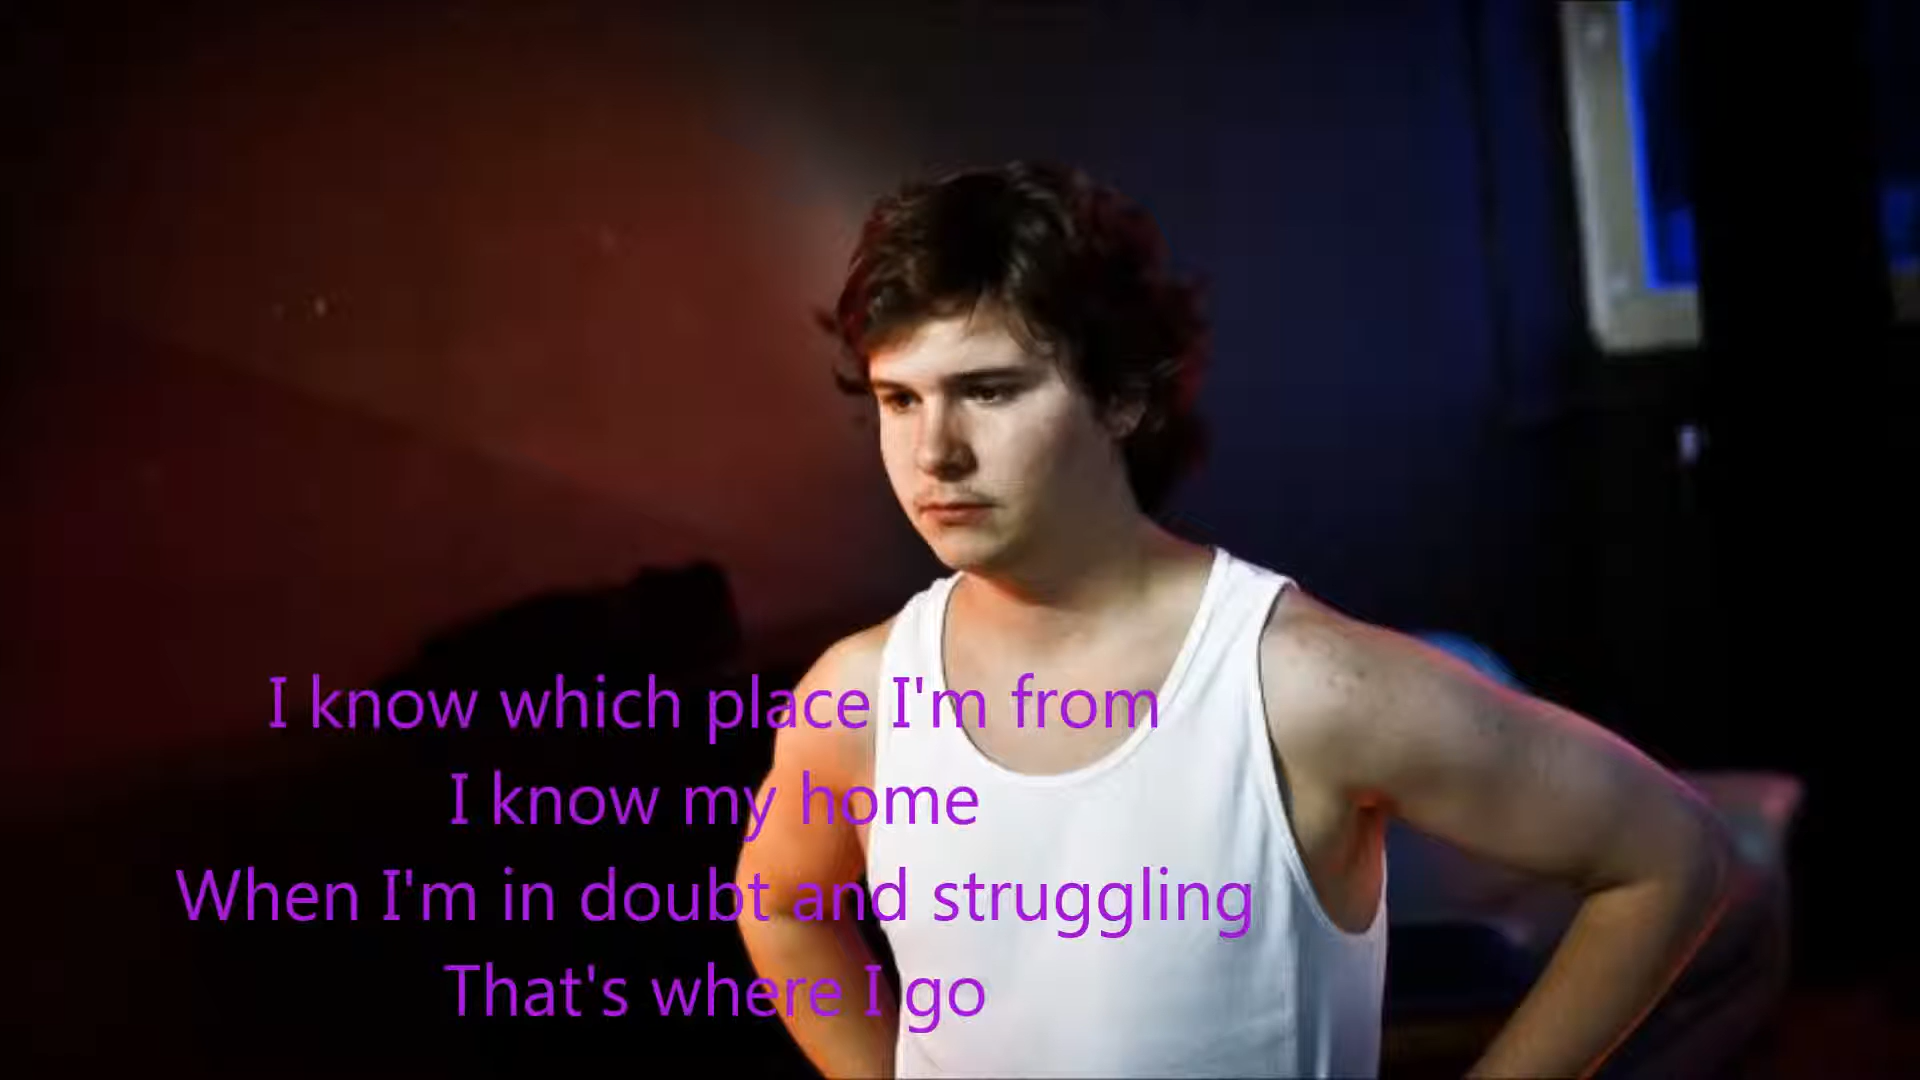 I know which place I'm from
I know my home
When I'm in doubt and struggling
That's where I go